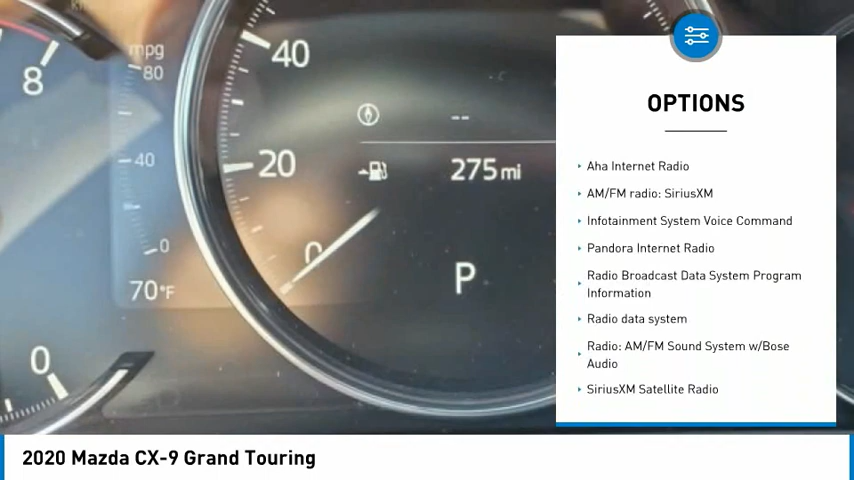 mpg
80
40
0
70°F
8
0
40
20
0
--
275 mi
P
OPTIONS
Aha Internet Radio
AM/FM radio: SiriusXM
Infotainment System Voice Command
Pandora Internet Radio
Radio Broadcast Data System Program
Information
Radio data system
Radio: AM/FM Sound System w/Bose
Audio
SiriusXM Satellite Radio
2020 Mazda CX-9 Grand Touring